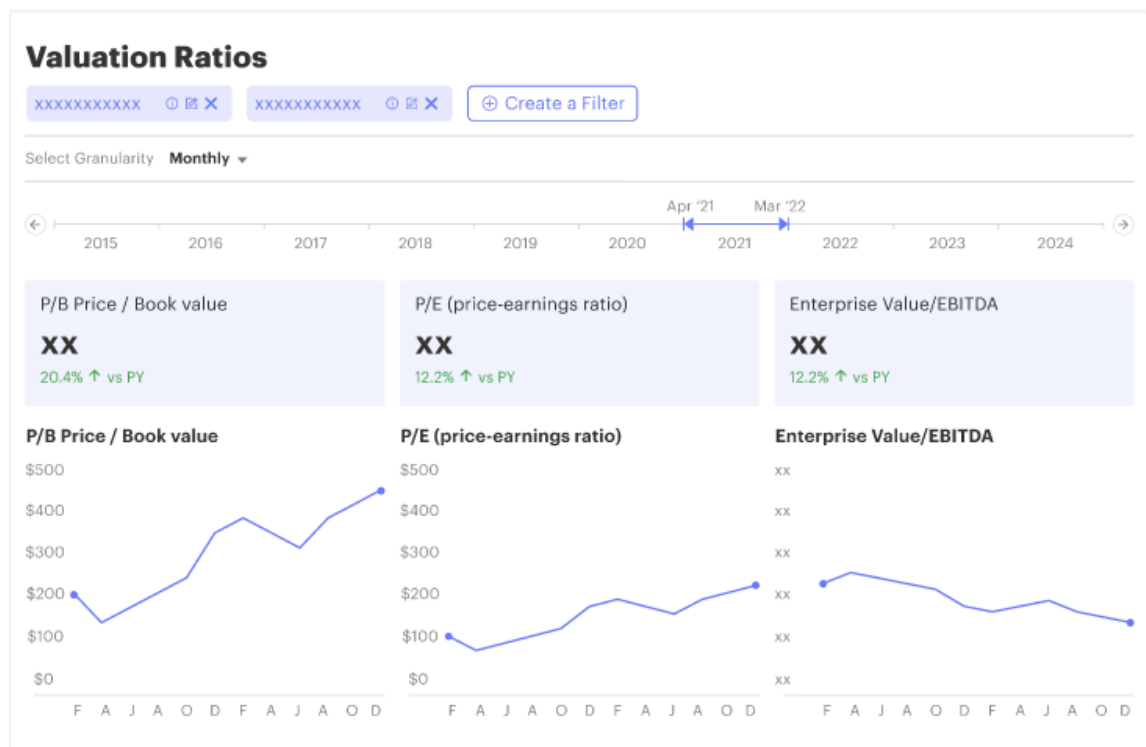 Valuation Ratios
xxxxxxxxxxx xxxxxxxxxxx Create a Filter
Select Granularity Monthly
Apr '21 Mar '22
2015 2016 2017 2018 2019 2020 2021 2022 2023 2024
P/B Price / Book value P/E (price-earnings ratio) Enterprise Value/EBITDA
xx xx xx
20.4% ↑ vs PY 12.2% ↑ vs PY 12.2% ↑ vs PY
P/B Price / Book value P/E (price-earnings ratio) Enterprise Value/EBITDA
$500 $500 xx
$400 $400 xx
$300 $300 xx
$200 $200 xx
$100 $100 xx
$0 $0 xx
F A J A O D F A J A O D F A J A O D F A J A O D F A J A O D F A J A O D